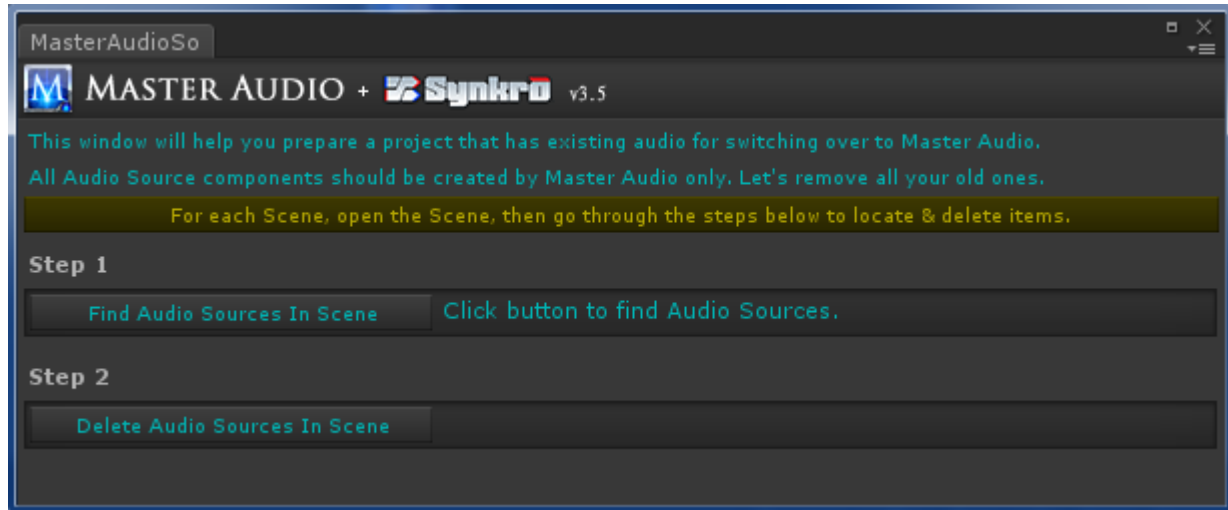 MasterAudioSo
M MASTER AUDIO + Synkro v3.5
This window will help you prepare a project that has existing audio for switching over to Master Audio.
All Audio Source components should be created by Master Audio only. Let's remove all your old ones.
For each Scene, open the Scene, then go through the steps below to locate & delete items.
Step 1
Find Audio Sources In Scene Click button to find Audio Sources.
Step 2
Delete Audio Sources In Scene